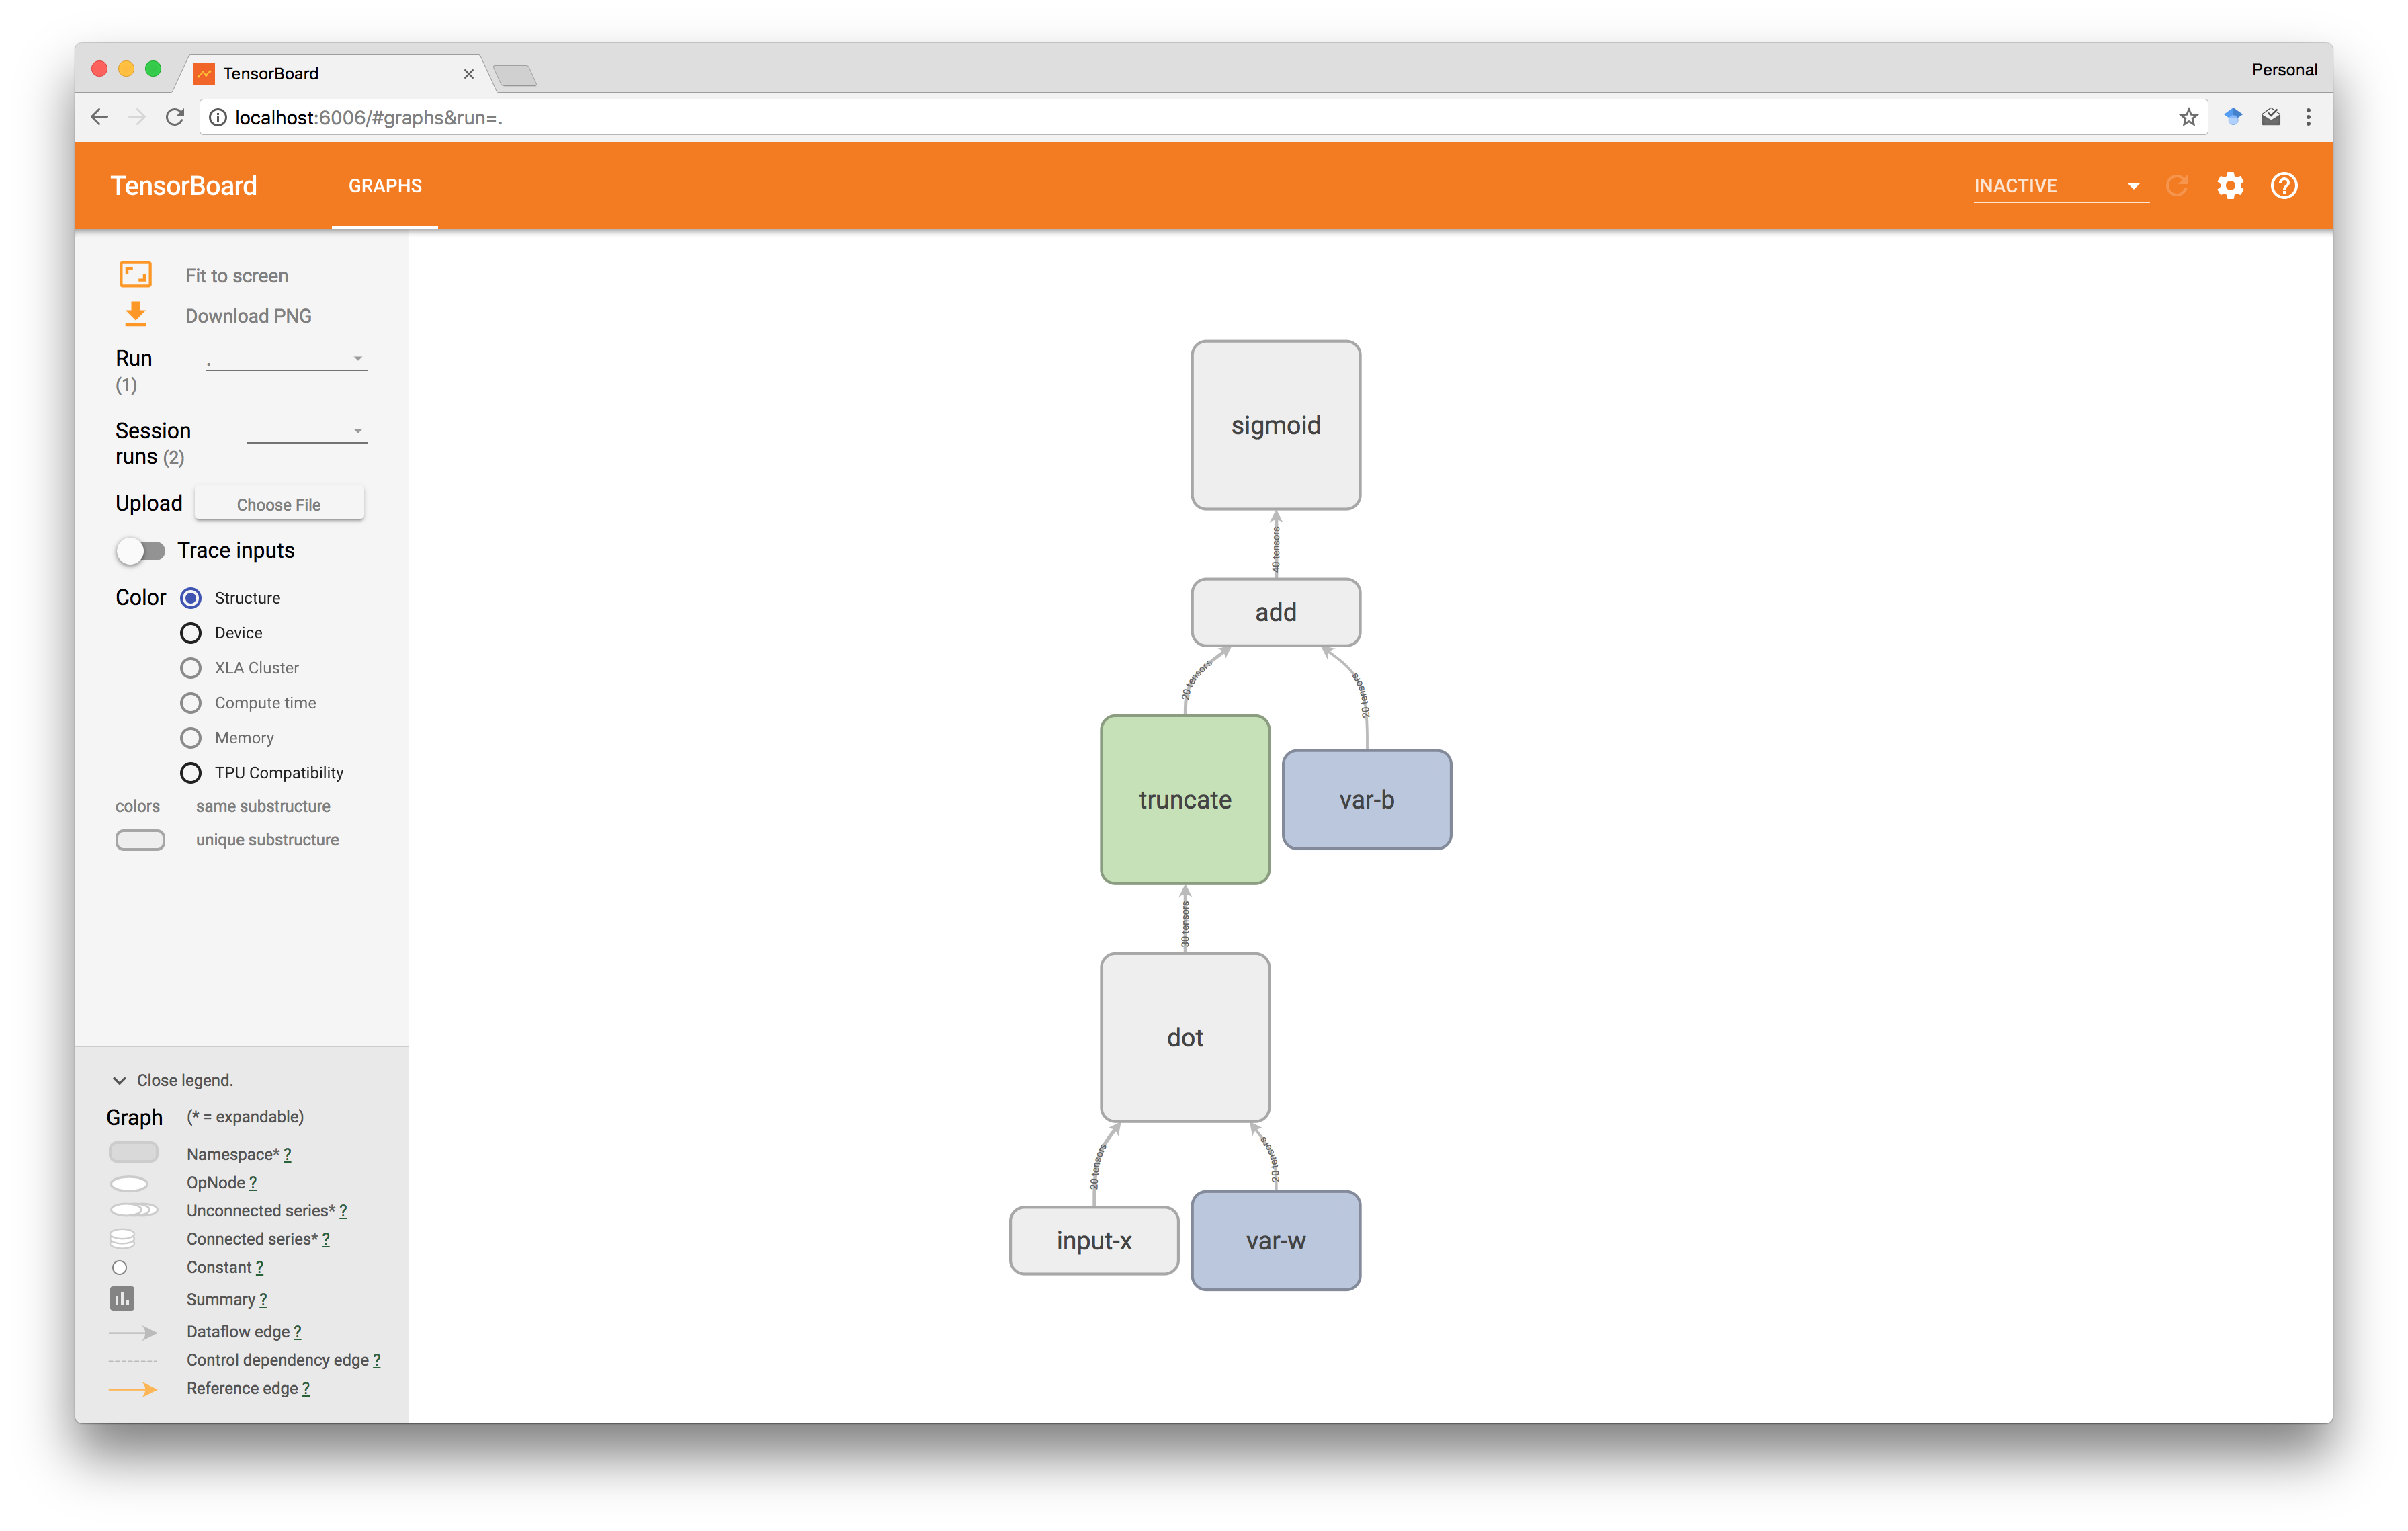 TensorBoard
Personal
localhost:6006/#graphs&run=.
TensorBoard
GRAPHS
INACTIVE
Fit to screen
Download PNG
Run
.
(1)
Session
runs (2)
Upload
Choose File
Trace inputs
Color
Structure
Device
XLA Cluster
Compute time
Memory
TPU Compatibility
colors same substructure
unique substructure
Close legend.
Graph (* = expandable)
Namespace* ?
OpNode ?
Unconnected series* ?
Connected series* ?
Constant ?
Summary ?
Dataflow edge ?
Control dependency edge ?
Reference edge ?
sigmoid
40 tensors
add
20 tensors
20 tensors
truncate
var-b
30 tensors
dot
20 tensors
20 tensors
input-x
var-w